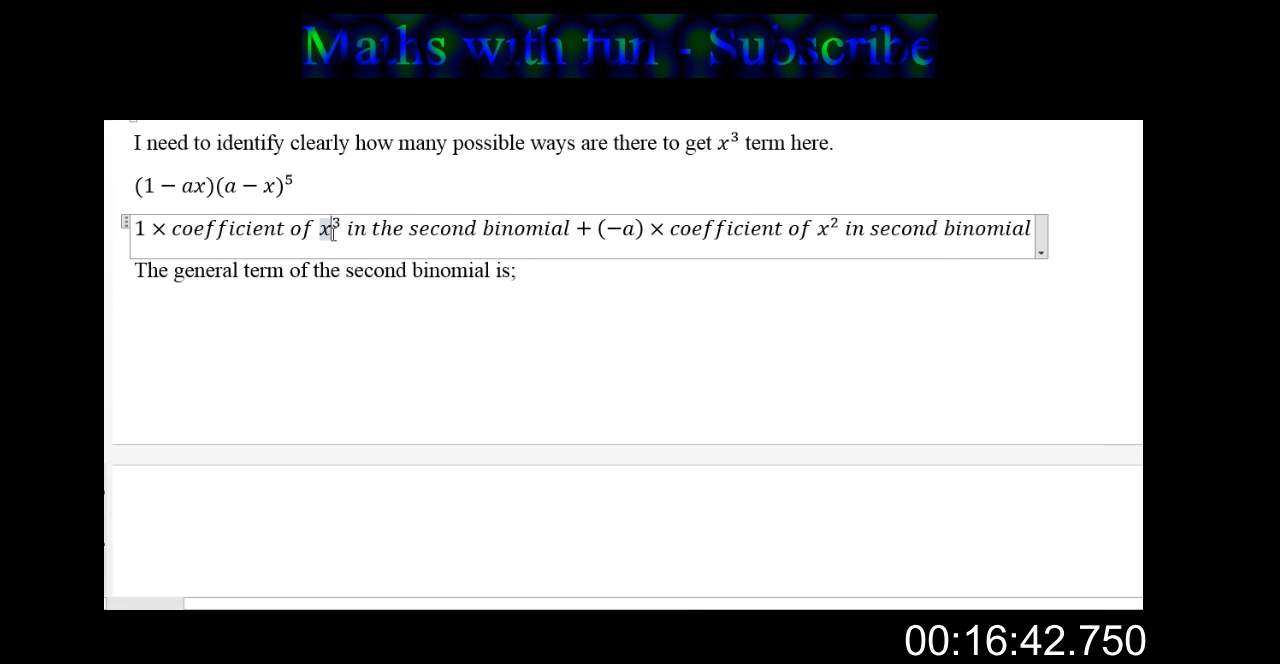 Maths with fun - Subscribe
I need to identify clearly how many possible ways are there to get x³ term here.
(1 − ax)(a − x)⁵
1 × coefficient of x³ in the second binomial + (−a) × coefficient of x² in second binomial
The general term of the second binomial is;
00:16:42.750